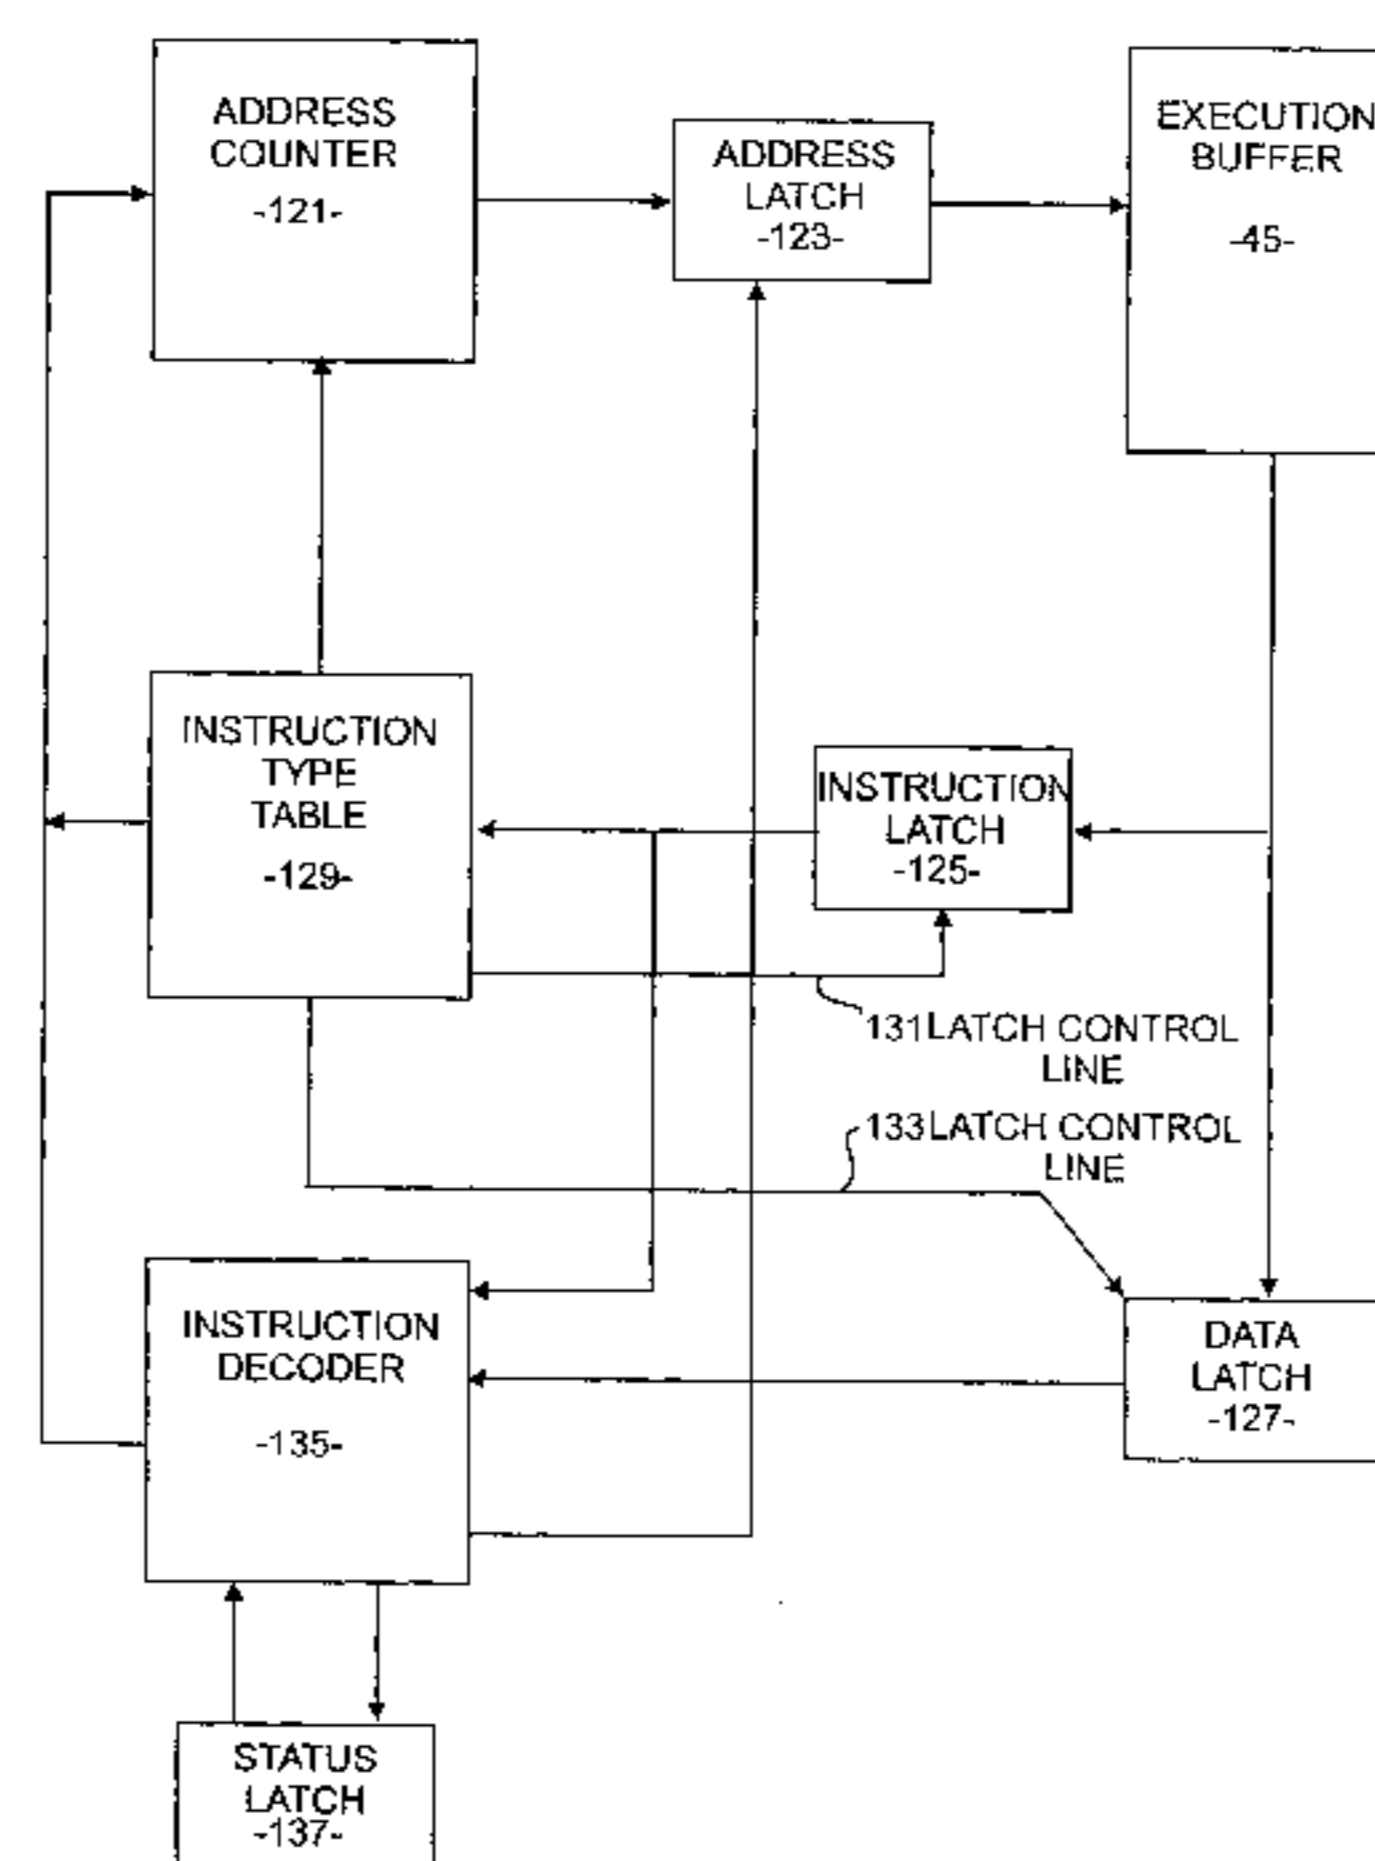 ADDRESS
COUNTER
-121-
ADDRESS
LATCH
-123-
EXECUTION
BUFFER
-45-
INSTRUCTION
TYPE
TABLE
-129-
INSTRUCTION
LATCH
-125-
131 LATCH CONTROL
LINE
133 LATCH CONTROL
LINE
INSTRUCTION
DECODER
-135-
DATA
LATCH
-127-
STATUS
LATCH
-137-